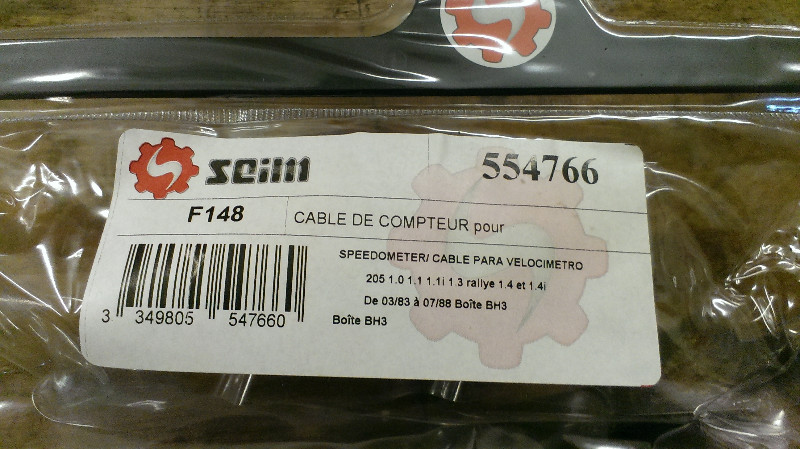 seim
554766
F148
CABLE DE COMPTEUR pour
SPEEDOMETER/ CABLE PARA VELOCIMETRO
205 1.0 1.1 1.1i 1.3 rallye 1.4 et 1.4i
De 03/83 à 07/88 Boîte BH3
Boîte BH3
3 349805 547660